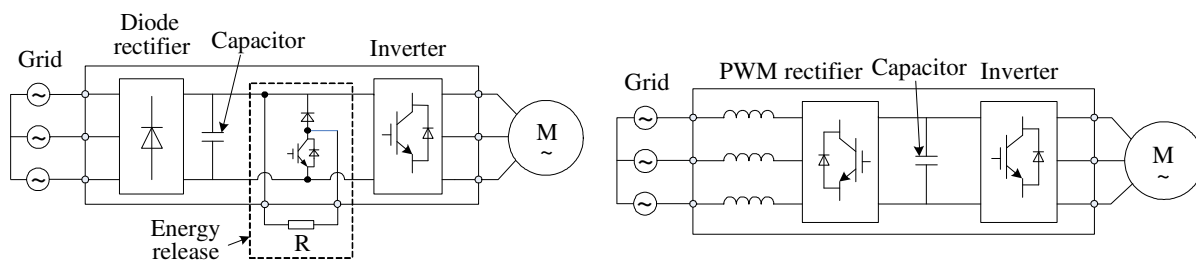 Diode
rectifier
Capacitor
Grid
Inverter
M
~
~
~
~
Energy
release
R
Grid
PWM rectifier
Capacitor
Inverter
M
~
~
~
~